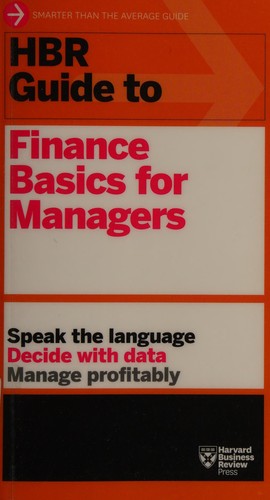 SMARTER THAN THE AVERAGE GUIDE
HBR
Guide to
Finance
Basics for
Managers
Speak the language
Decide with data
Manage profitably
Harvard
Business
Review
Press